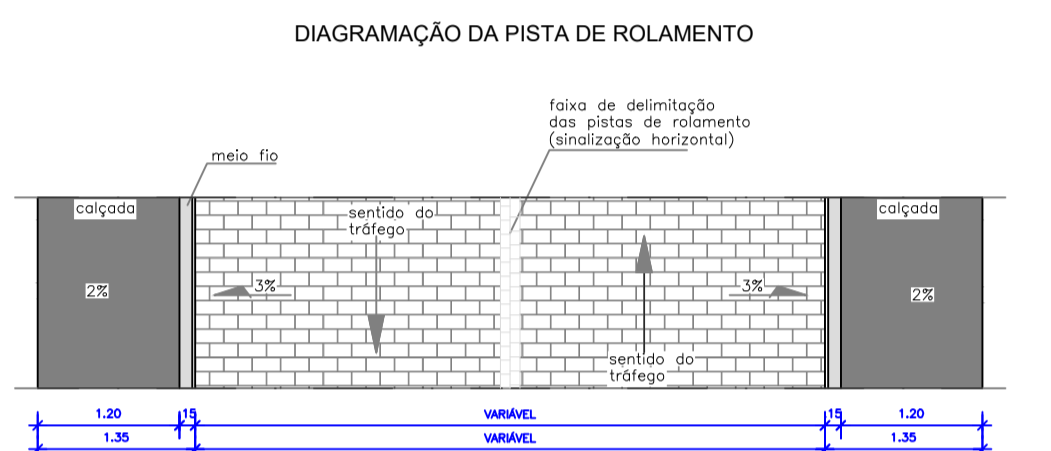 DIAGRAMAÇÃO DA PISTA DE ROLAMENTO
faixa de delimitação
das pistas de rolamento
(sinalização horizontal)
meio fio
calçada
sentido do
tráfego
calçada
2%
3%
3%
2%
sentido do
tráfego
1.20
15
VARIÁVEL
15
1.20
1.35
VARIÁVEL
1.35